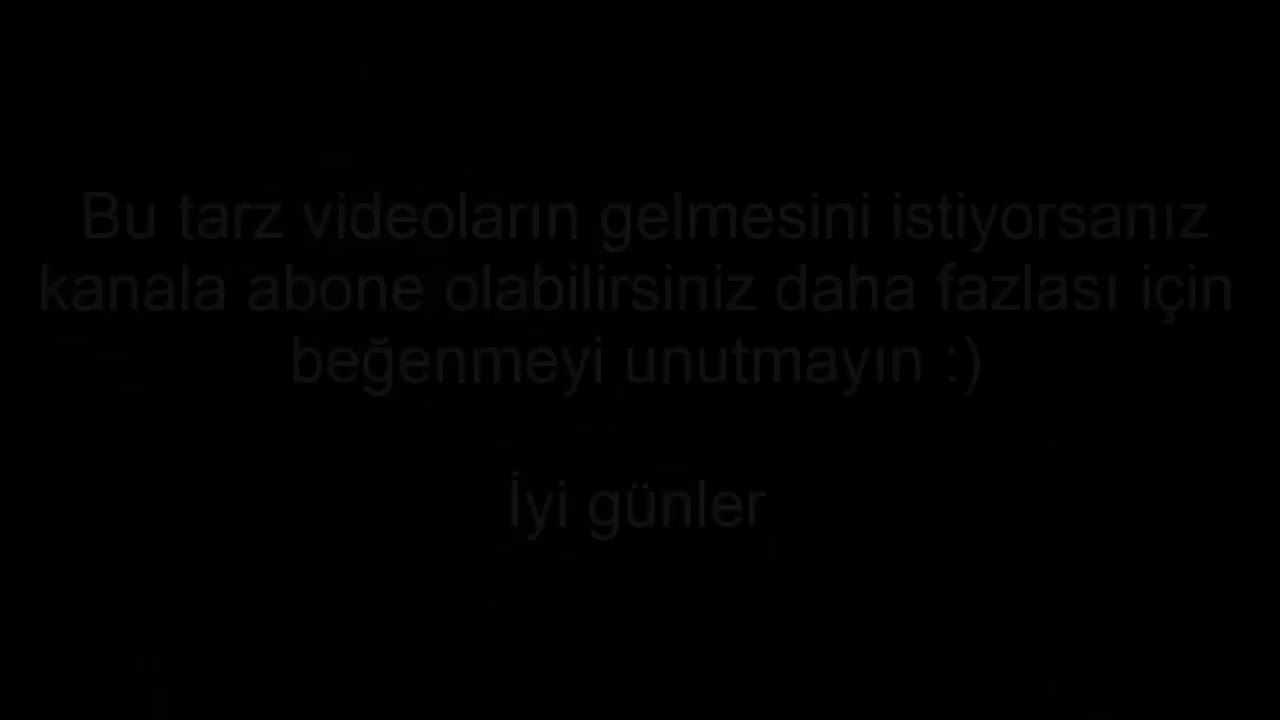 Bu tarz videoların gelmesini istiyorsanız
kanala abone olabilirsiniz daha fazlası için
beğenmeyi unutmayın :)
İyi günler